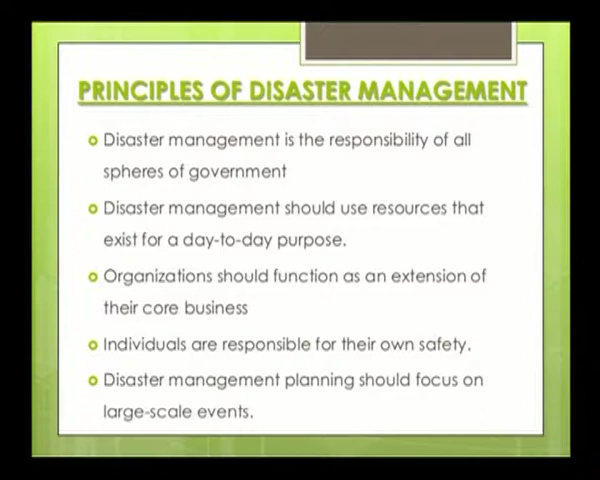 PRINCIPLES OF DISASTER MANAGEMENT
Disaster management is the responsibility of all
spheres of government
Disaster management should use resources that
exist for a day-to-day purpose.
Organizations should function as an extension of
their core business
Individuals are responsible for their own safety.
Disaster management planning should focus on
large-scale events.